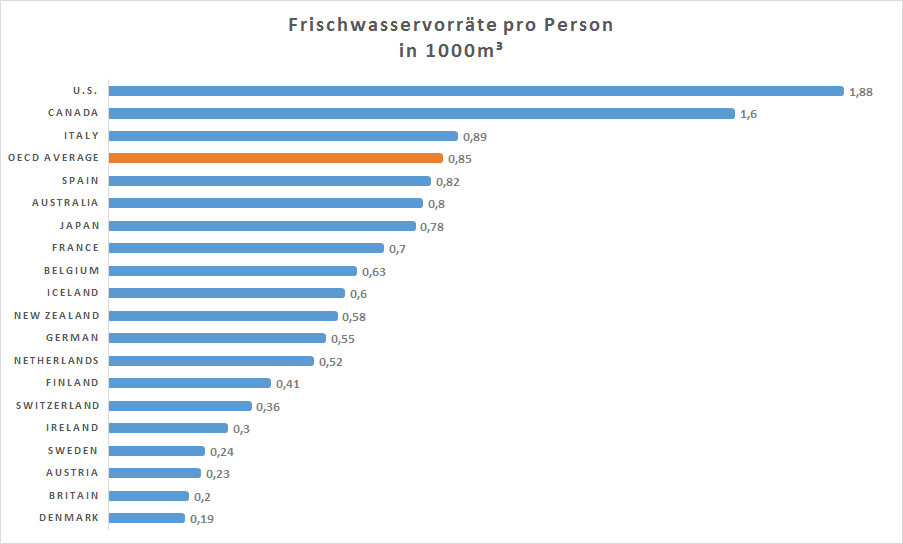 Frischwasservorräte pro Person
in 1000m³
U.S. 1,88
CANADA 1,6
ITALY 0,89
OECD AVERAGE 0,85
SPAIN 0,82
AUSTRALIA 0,8
JAPAN 0,78
FRANCE 0,7
BELGIUM 0,63
ICELAND 0,6
NEW ZEALAND 0,58
GERMAN 0,55
NETHERLANDS 0,52
FINLAND 0,41
SWITZERLAND 0,36
IRELAND 0,3
SWEDEN 0,24
AUSTRIA 0,23
BRITAIN 0,2
DENMARK 0,19